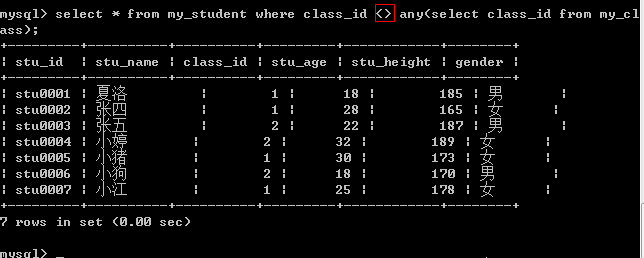 mysql> select * from my_student where class_id <> any(select class_id from my_cl
ass);
+---------+----------+----------+---------+------------+--------+
| stu_id | stu_name | class_id | stu_age | stu_height | gender |
+---------+----------+----------+---------+------------+--------+
| stu0001 | 夏洛 | 1 | 18 | 185 | 男 |
| stu0002 | 张四 | 1 | 28 | 165 | 女 |
| stu0003 | 张五 | 2 | 22 | 187 | 男 |
| stu0004 | 小婷 | 2 | 32 | 189 | 女 |
| stu0005 | 小猪 | 1 | 30 | 173 | 女 |
| stu0006 | 小狗 | 2 | 18 | 170 | 男 |
| stu0007 | 小江 | 1 | 25 | 178 | 女 |
+---------+----------+----------+---------+------------+--------+
7 rows in set (0.00 sec)
mysql> _